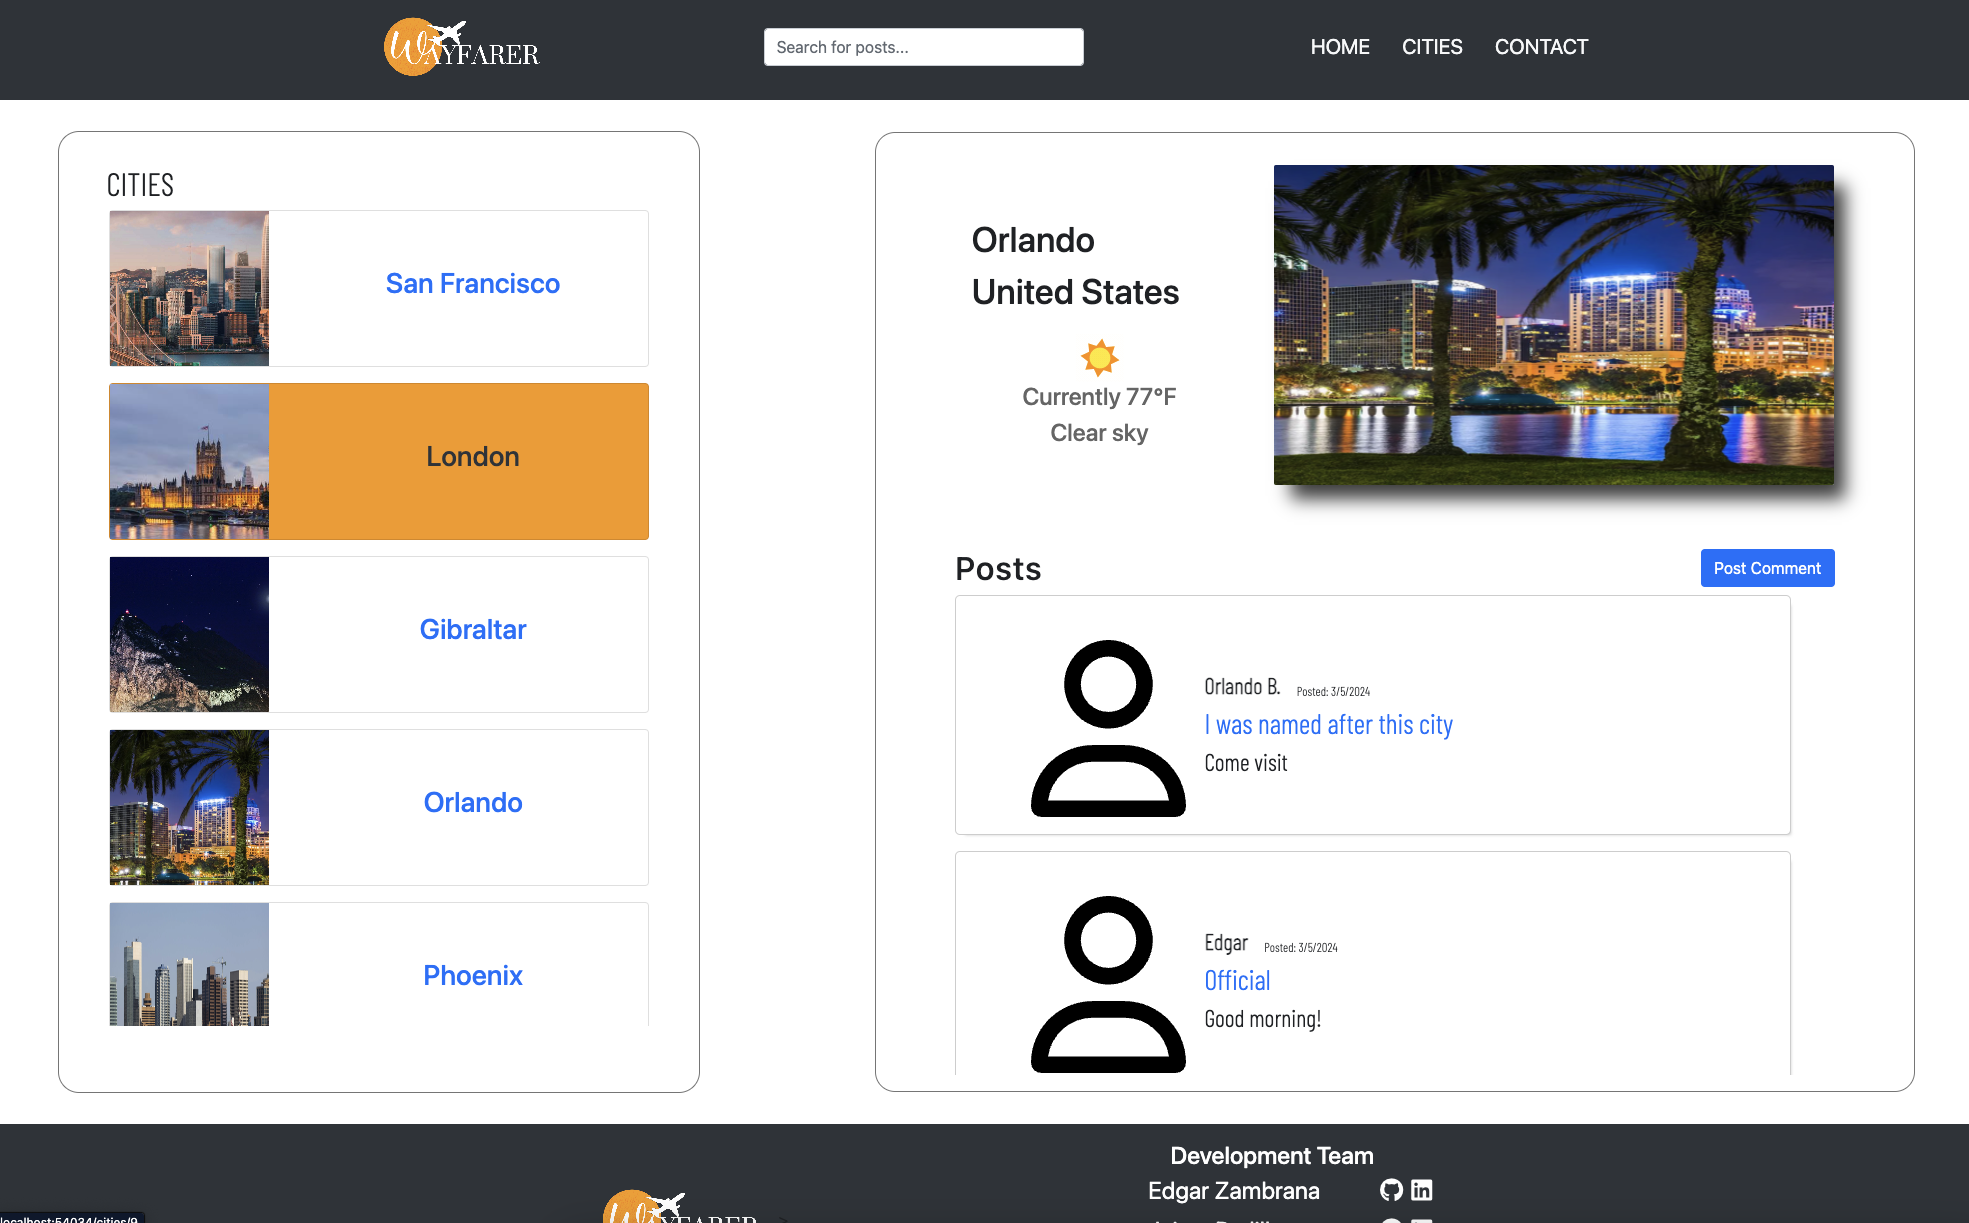 WAYFARER
Search for posts...
HOME
CITIES
CONTACT
CITIES
San Francisco
London
Gibraltar
Orlando
Phoenix
Orlando
United States
Currently 77°F
Clear sky
Posts
Post Comment
Orlando B. Posted: 3/5/2024
I was named after this city
Come visit
Edgar Posted: 3/5/2024
Official
Good morning!
Development Team
Edgar Zambrana
WAYFARER
localhost:54034/cities/9